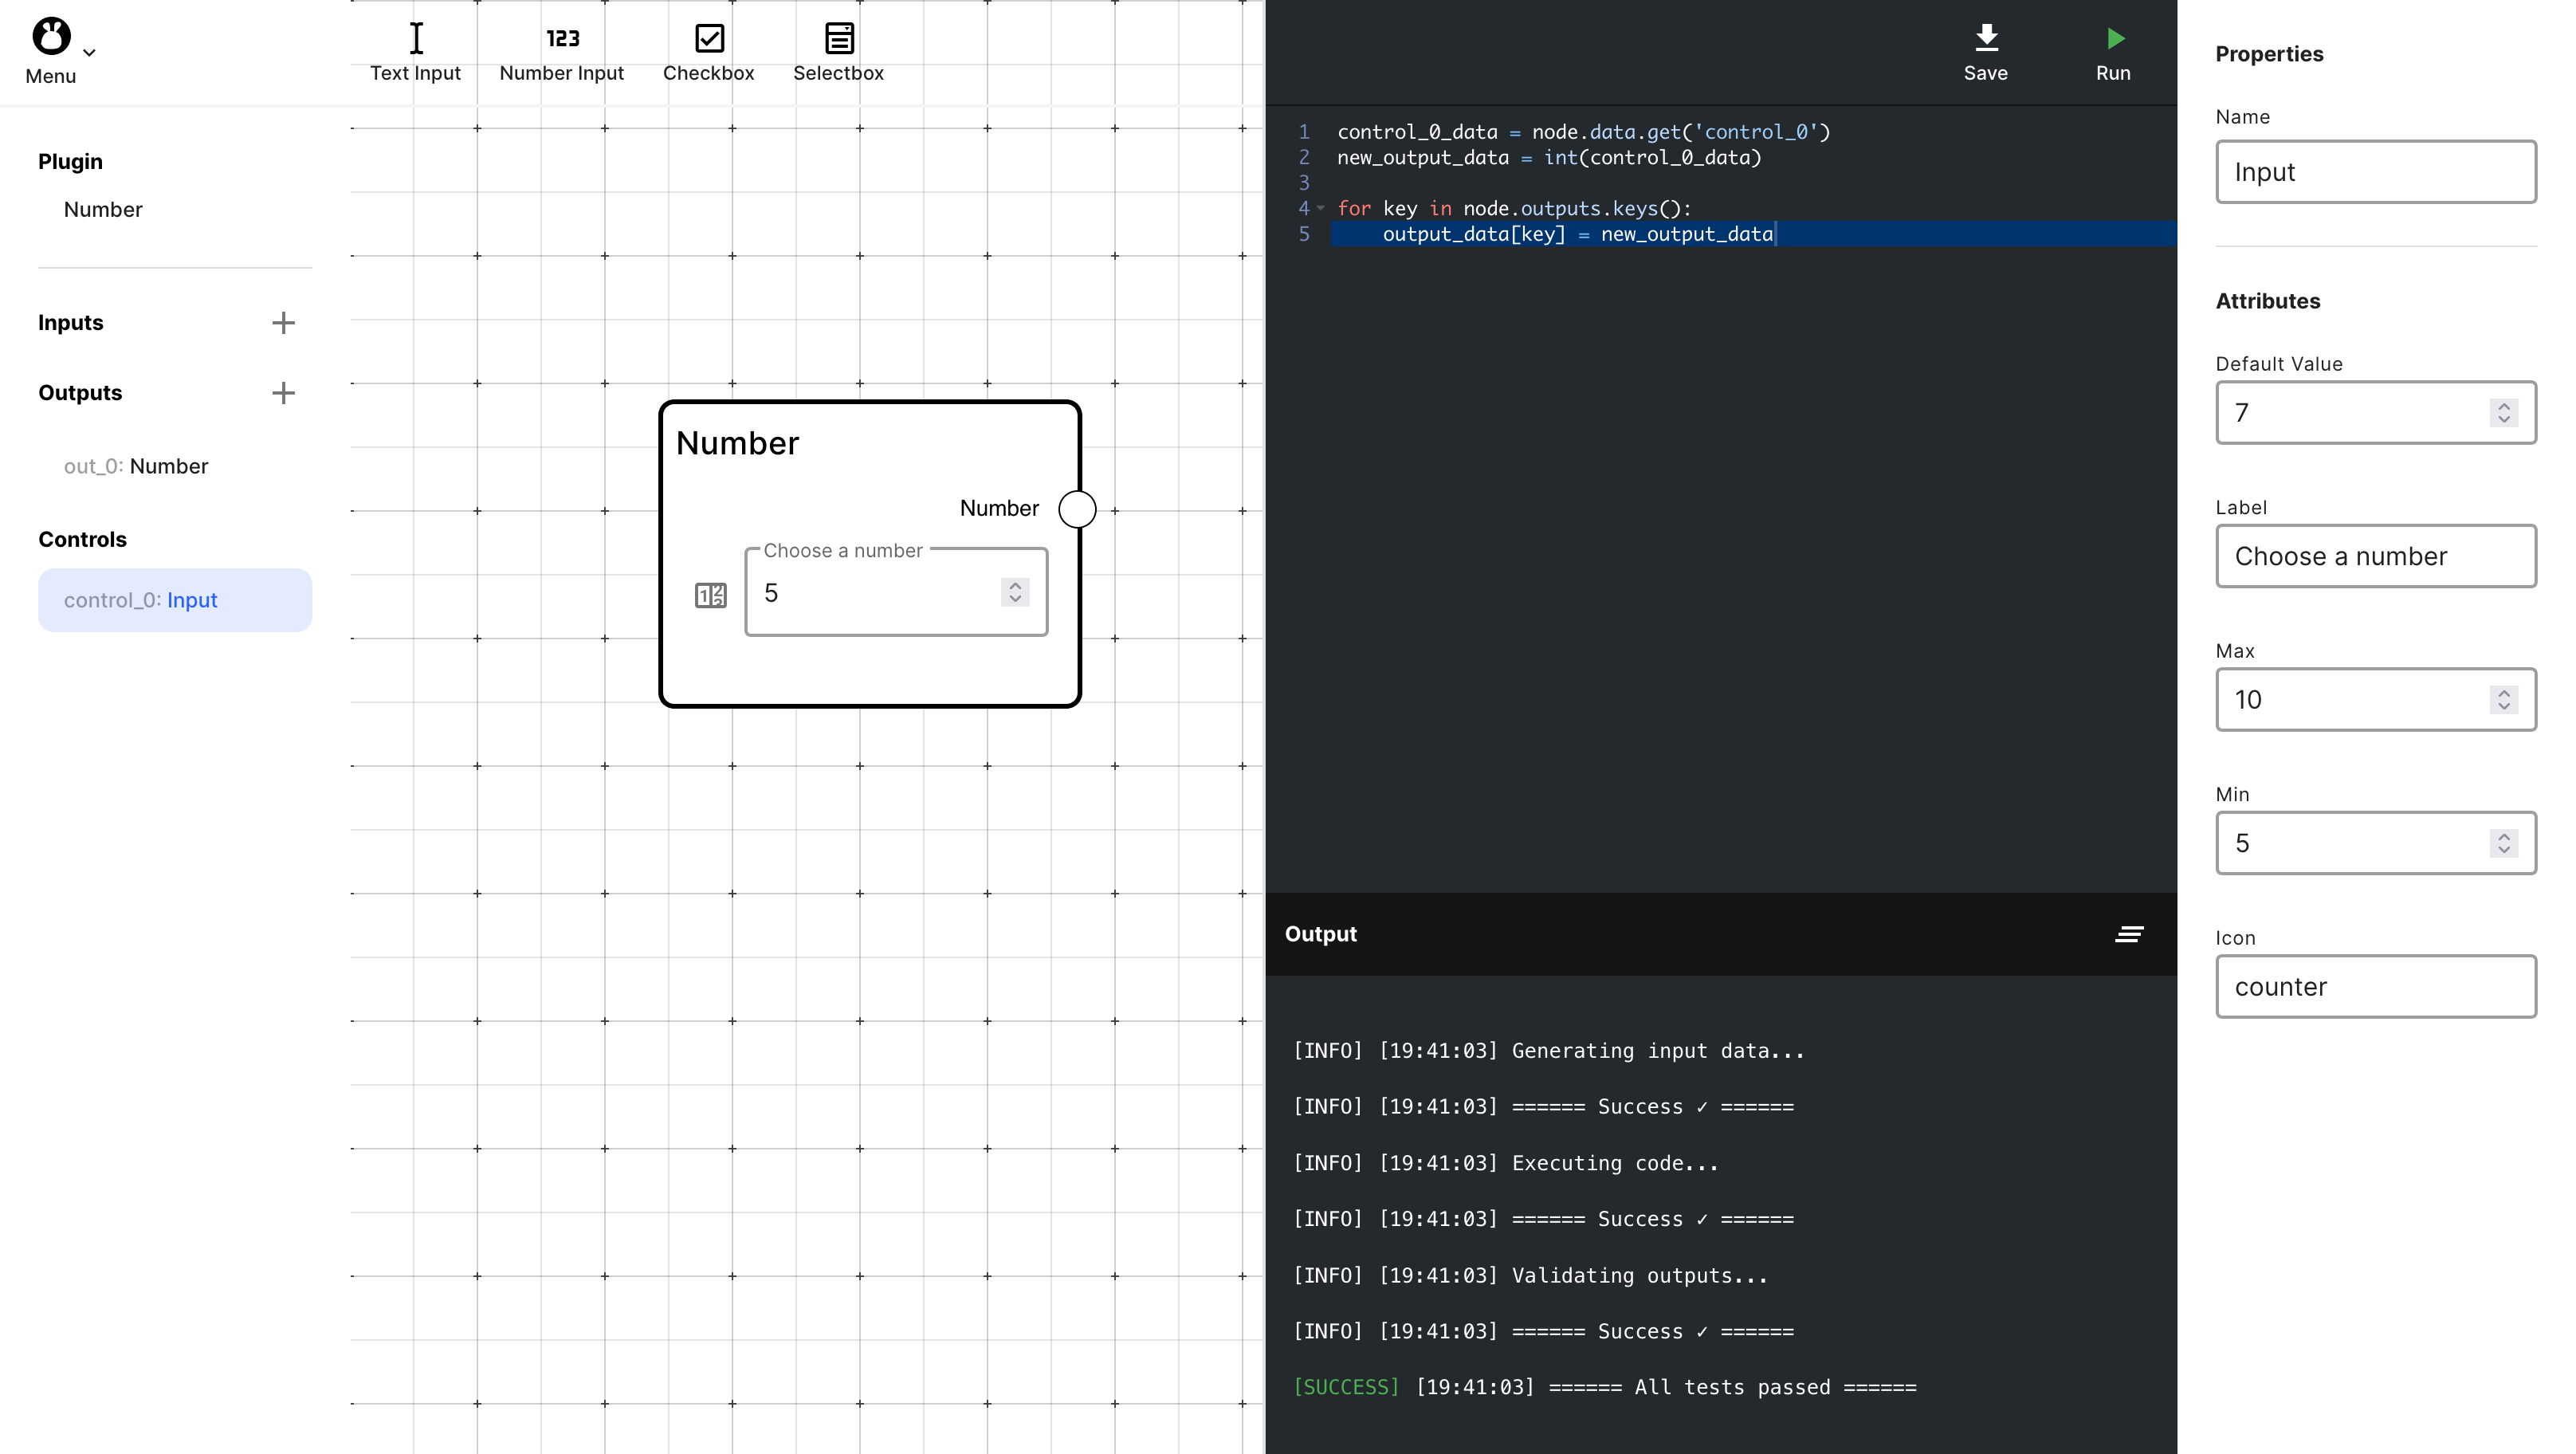 Menu
Text Input
Number Input
Checkbox
Selectbox
Save
Run
Plugin
Number
Inputs
Outputs
out_0: Number
Controls
control_0: Input
Number
Number
Choose a number
5
1 control_0_data = node.data.get('control_0')
2 new_output_data = int(control_0_data)
3
4 for key in node.outputs.keys():
5 output_data[key] = new_output_data
Output
[INFO] [19:41:03] Generating input data...
[INFO] [19:41:03] ====== Success ✓ ======
[INFO] [19:41:03] Executing code...
[INFO] [19:41:03] ====== Success ✓ ======
[INFO] [19:41:03] Validating outputs...
[INFO] [19:41:03] ====== Success ✓ ======
[SUCCESS] [19:41:03] ====== All tests passed ======
Properties
Name
Input
Attributes
Default Value
7
Label
Choose a number
Max
10
Min
5
Icon
counter